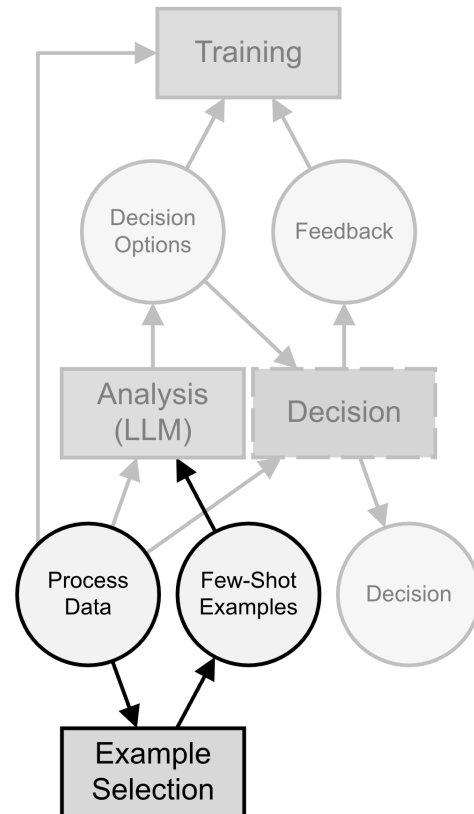 Training
Decision
Options
Feedback
Analysis
(LLM)
Decision
Process
Data
Few-Shot
Examples
Decision
Example
Selection